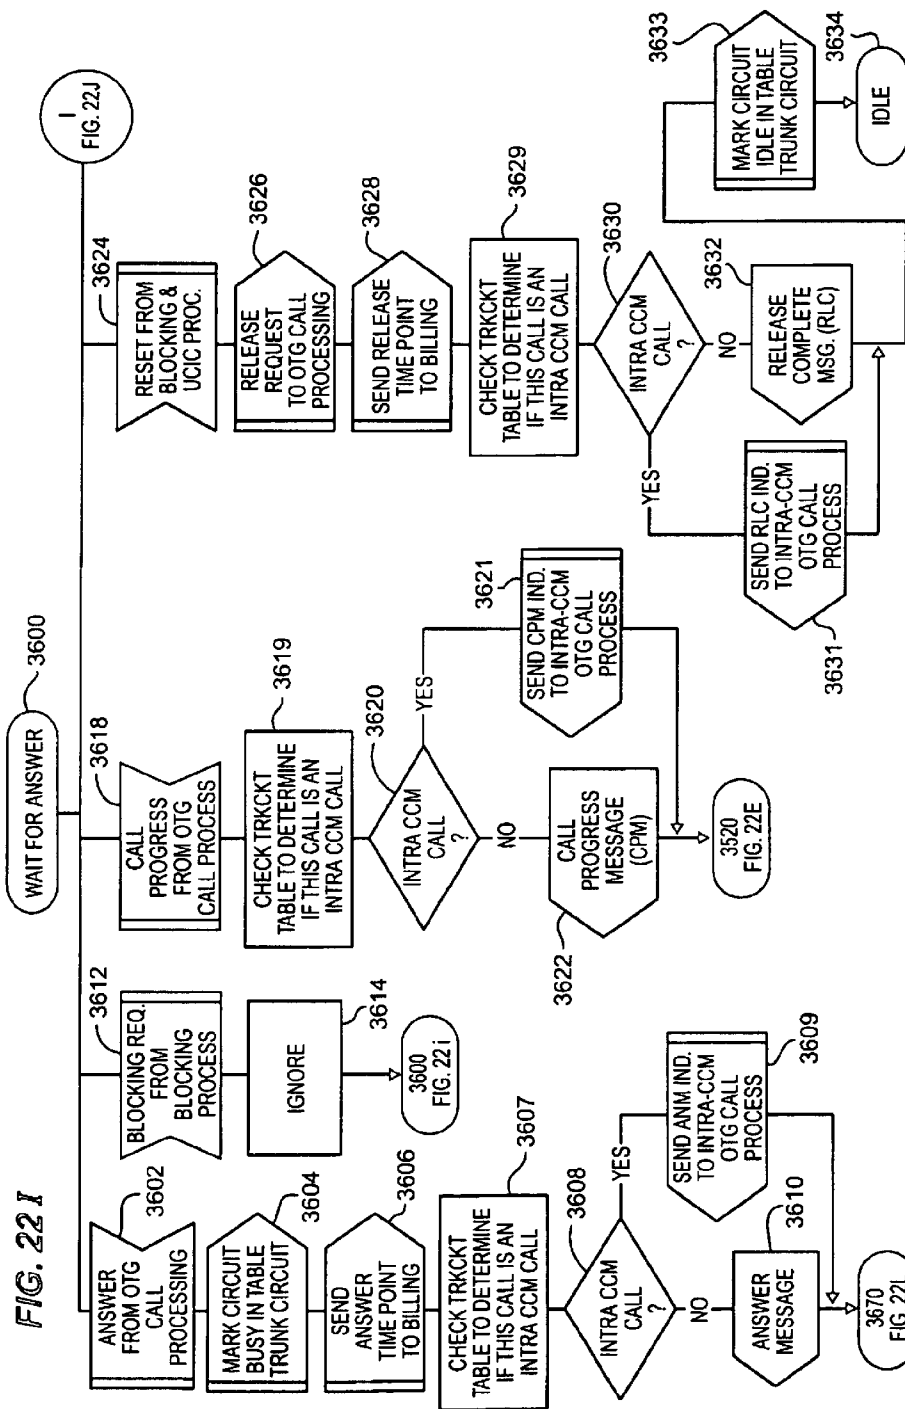 FIG. 22 I
WAIT FOR ANSWER
3600
I
FIG. 22J
3602
ANSWER
FROM OTG
CALL
PROCESSING
3604
MARK CIRCUIT
BUSY IN TABLE
TRUNK CIRCUIT
3606
SEND
ANSWER
TIME POINT
TO BILLING
3607
CHECK TRKCKT
TABLE TO DETERMINE
IF THIS CALL IS AN
INTRA CCM CALL
3608
INTRA CCM
CALL
?
YES
NO
3609
SEND ANM IND.
TO INTRA-CCM
OTG CALL
PROCESS
3610
ANSWER
MESSAGE
3670
FIG. 22L
3612
BLOCKING REQ.
FROM
BLOCKING
PROCESS
3614
IGNORE
3600
FIG. 22 i
3618
CALL
PROGRESS
FROM OTG
CALL PROCESS
3619
CHECK TRKCKT
TABLE TO DETERMINE
IF THIS CALL IS AN
INTRA CCM CALL
3620
INTRA CCM
CALL
?
YES
NO
3621
SEND CPM IND.
TO INTRA-CCM
OTG CALL
PROCESS
3622
CALL
PROGRESS
MESSAGE
(CPM)
3520
FIG. 22E
3624
RESET FROM
BLOCKING &
UCIC PROC.
3626
RELEASE
REQUEST
TO OTG CALL
PROCESSING
3628
SEND RELEASE
TIME POINT
TO BILLING
3629
CHECK TRKCKT
TABLE TO DETERMINE
IF THIS CALL IS AN
INTRA CCM CALL
3630
INTRA CCM
CALL
?
YES
NO
3631
SEND RLC IND.
TO INTRA-CCM
OTG CALL
PROCESS
3632
RELEASE
COMPLETE
MSG. (RLC)
3633
MARK CIRCUIT
IDLE IN TABLE
TRUNK CIRCUIT
3634
IDLE